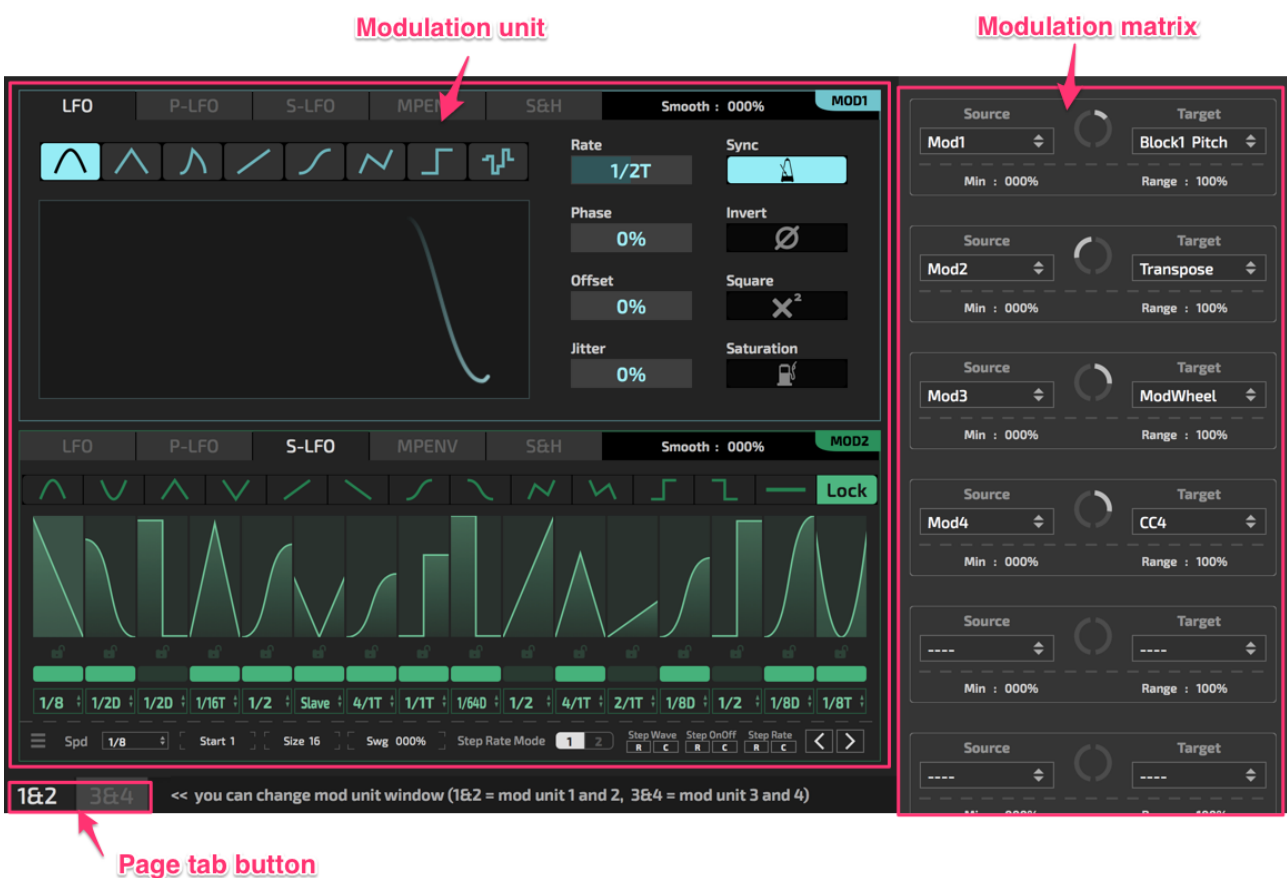 Modulation unit
Modulation matrix
LFO P-LFO S-LFO MPENV S&H Smooth : 000% MOD1
Rate Sync
1/2T
Phase Invert
0%
Offset Square
0% X²
Jitter Saturation
0%
LFO P-LFO S-LFO MPENV S&H Smooth : 000% MOD2
Lock
1/8 1/2D 1/2D 1/16T 1/2 Slave 4/1T 1/1T 1/64D 1/2 4/1T 2/1T 1/8D 1/2 1/8D 1/8T
Spd 1/8 Start 1 Size 16 Swg 000% Step Rate Mode 1 2 Step Wave R C Step OnOff R C Step Rate R C < >
1&2 3&4 << you can change mod unit window (1&2 = mod unit 1 and 2, 3&4 = mod unit 3 and 4)
Page tab button
Source Target
Mod1 Block1 Pitch
Min : 000% Range : 100%
Source Target
Mod2 Transpose
Min : 000% Range : 100%
Source Target
Mod3 ModWheel
Min : 000% Range : 100%
Source Target
Mod4 CC4
Min : 000% Range : 100%
Source Target
---- ----
Min : 000% Range : 100%
Source Target
---- ----